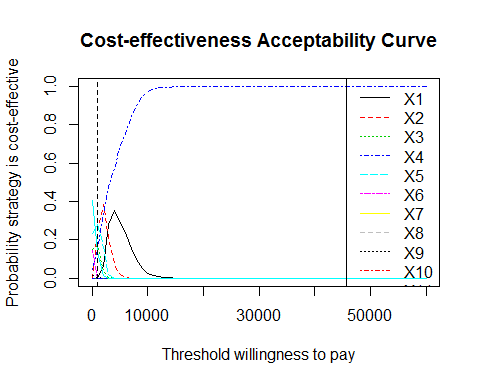 Cost-effectiveness Acceptability Curve
Probability strategy is cost-effective
1.0
0.8
0.6
0.4
0.2
0.0
X1
X2
X3
X4
X5
X6
X7
X8
X9
X10
0 10000 30000 50000
Threshold willingness to pay